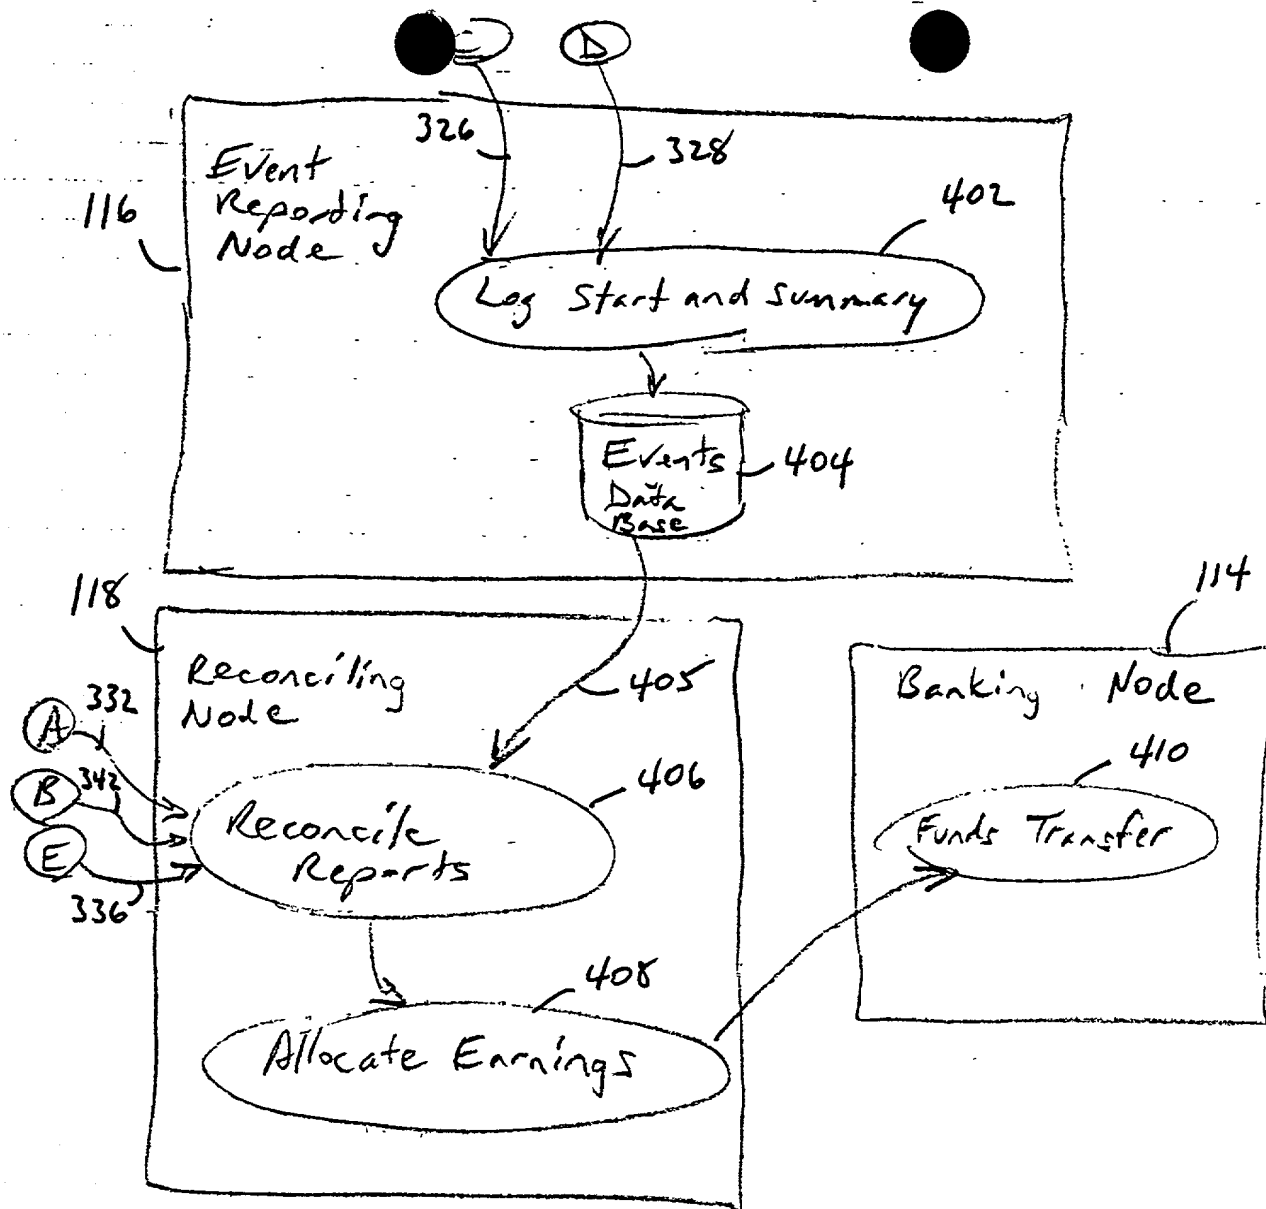 D
326
328
Event
Reporting
Node
116
402
Log Start and Summary
Events
Data
Base
404
118
114
Reconciling
Node
405
Banking Node
A
332
B
342
E
336
406
410
Reconcile
Reports
Funds Transfer
408
Allocate Earnings